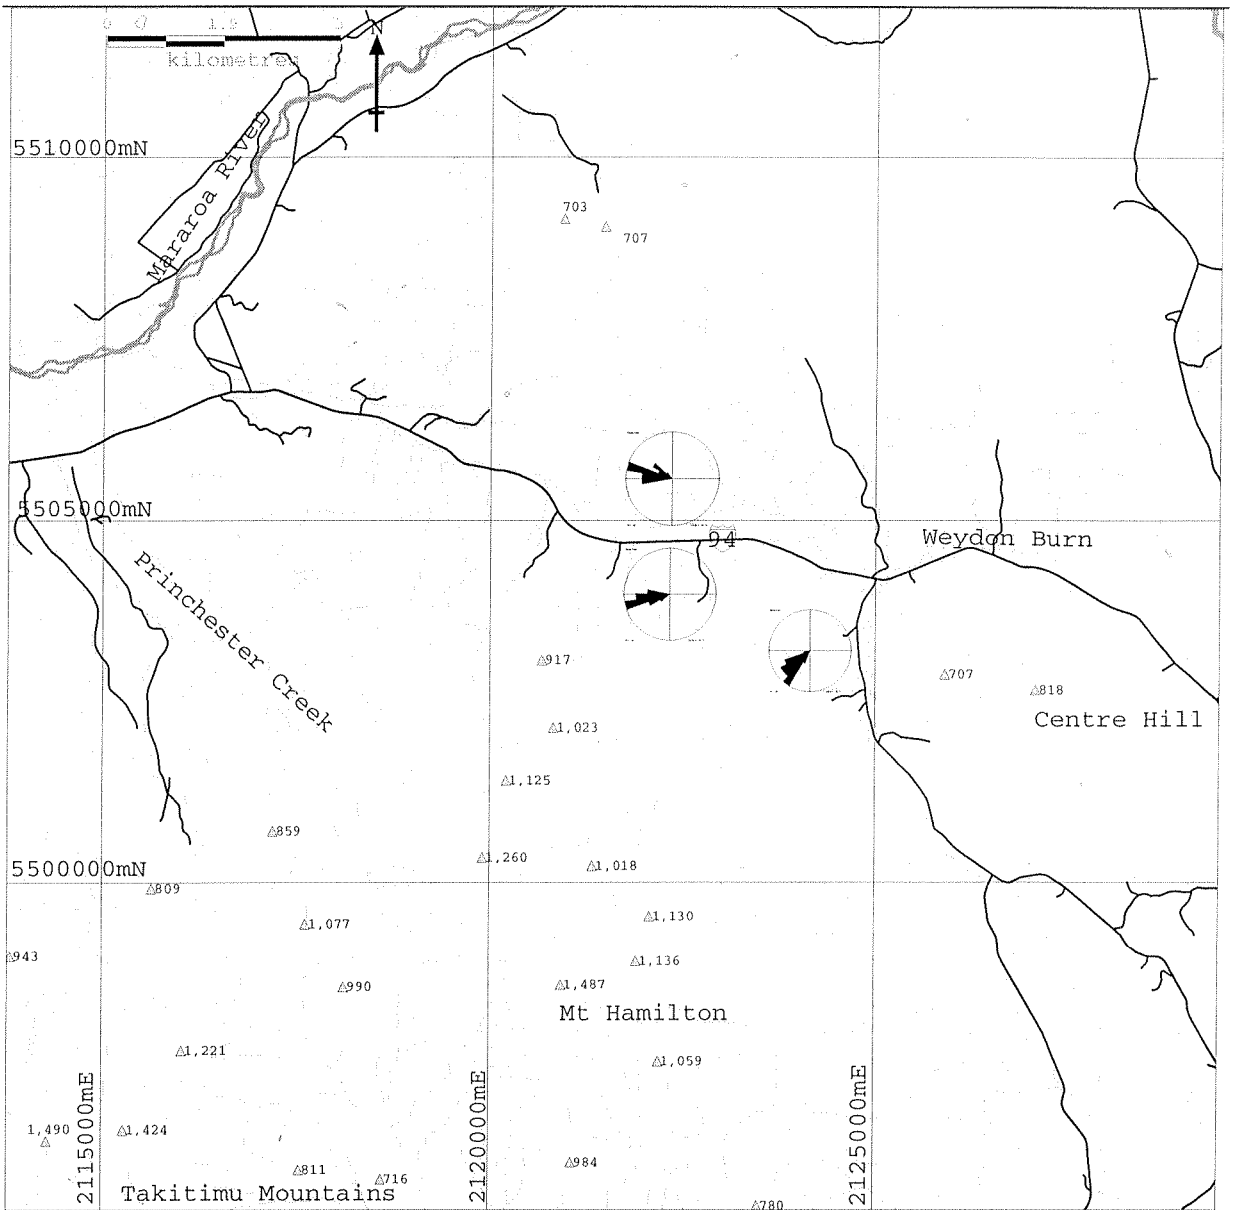 0 1.5 3
kilometres
N
Mararoa River
5510000mN
703
707
5505000mN
94
Weydon Burn
Princhester Creek
917
707
818
Centre Hill
1,023
1,125
859
1,260
1,018
5500000mN
809
1,077
1,130
943
1,136
990
1,487
Mt Hamilton
1,221
1,059
2115000mE
2120000mE
2125000mE
1,490
1,424
984
811
716
Takitimu Mountains
780